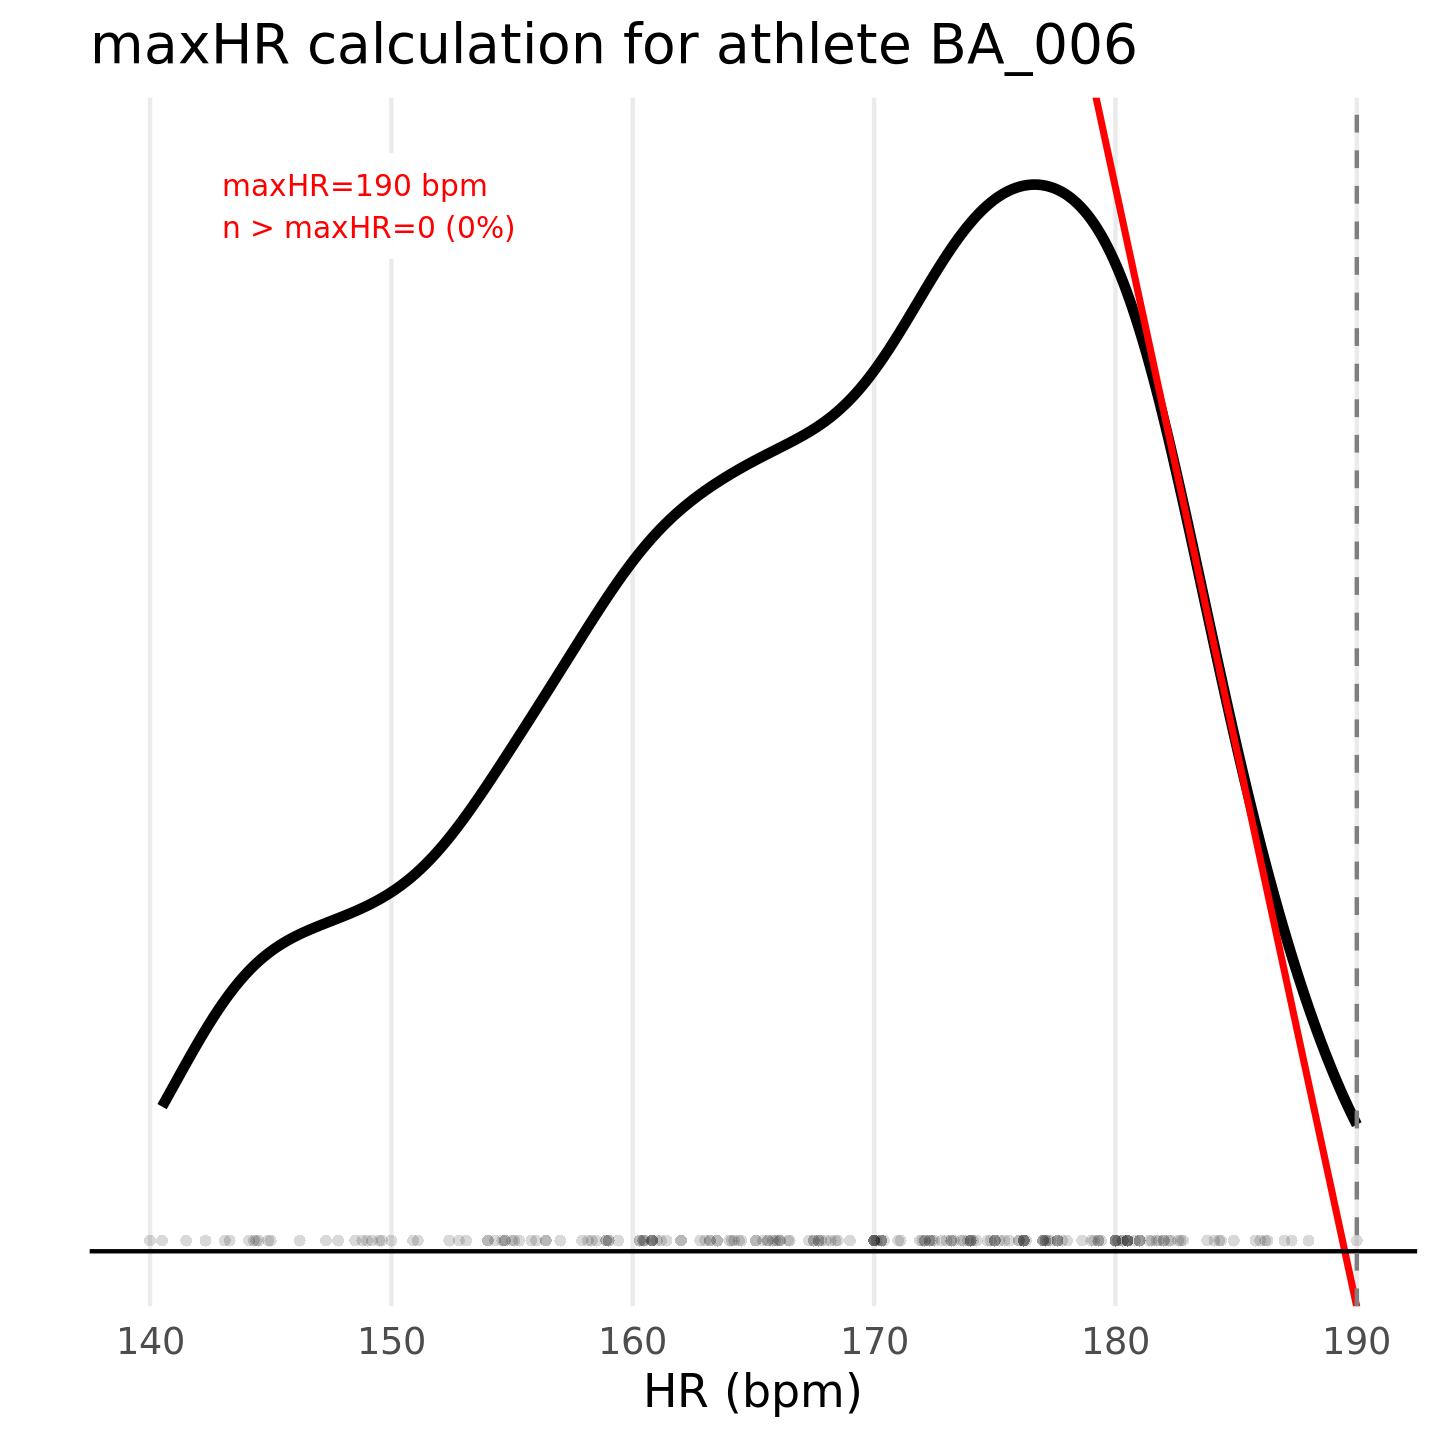 maxHR calculation for athlete BA_006
maxHR=190 bpm
n > maxHR=0 (0%)
140 150 160 170 180 190
HR (bpm)